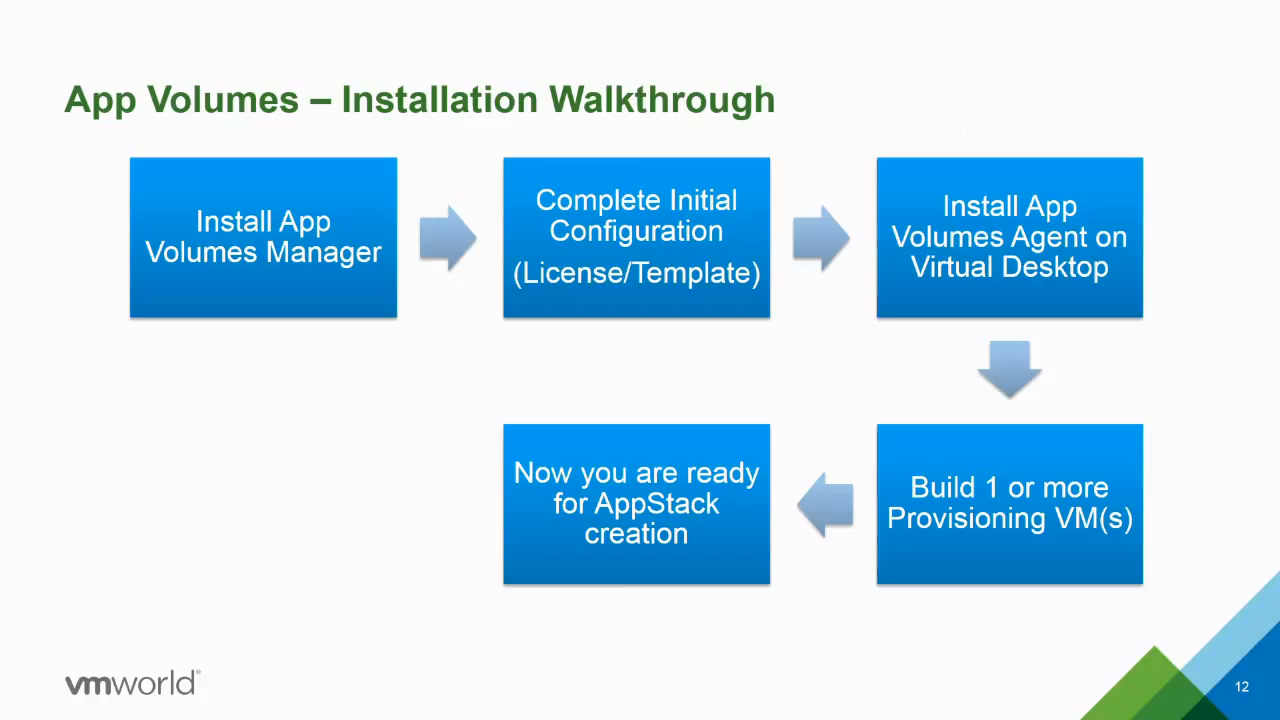 App Volumes – Installation Walkthrough
Install App
Volumes Manager
Complete Initial
Configuration
(License/Template)
Install App
Volumes Agent on
Virtual Desktop
Build 1 or more
Provisioning VM(s)
Now you are ready
for AppStack
creation
vmworld®
12